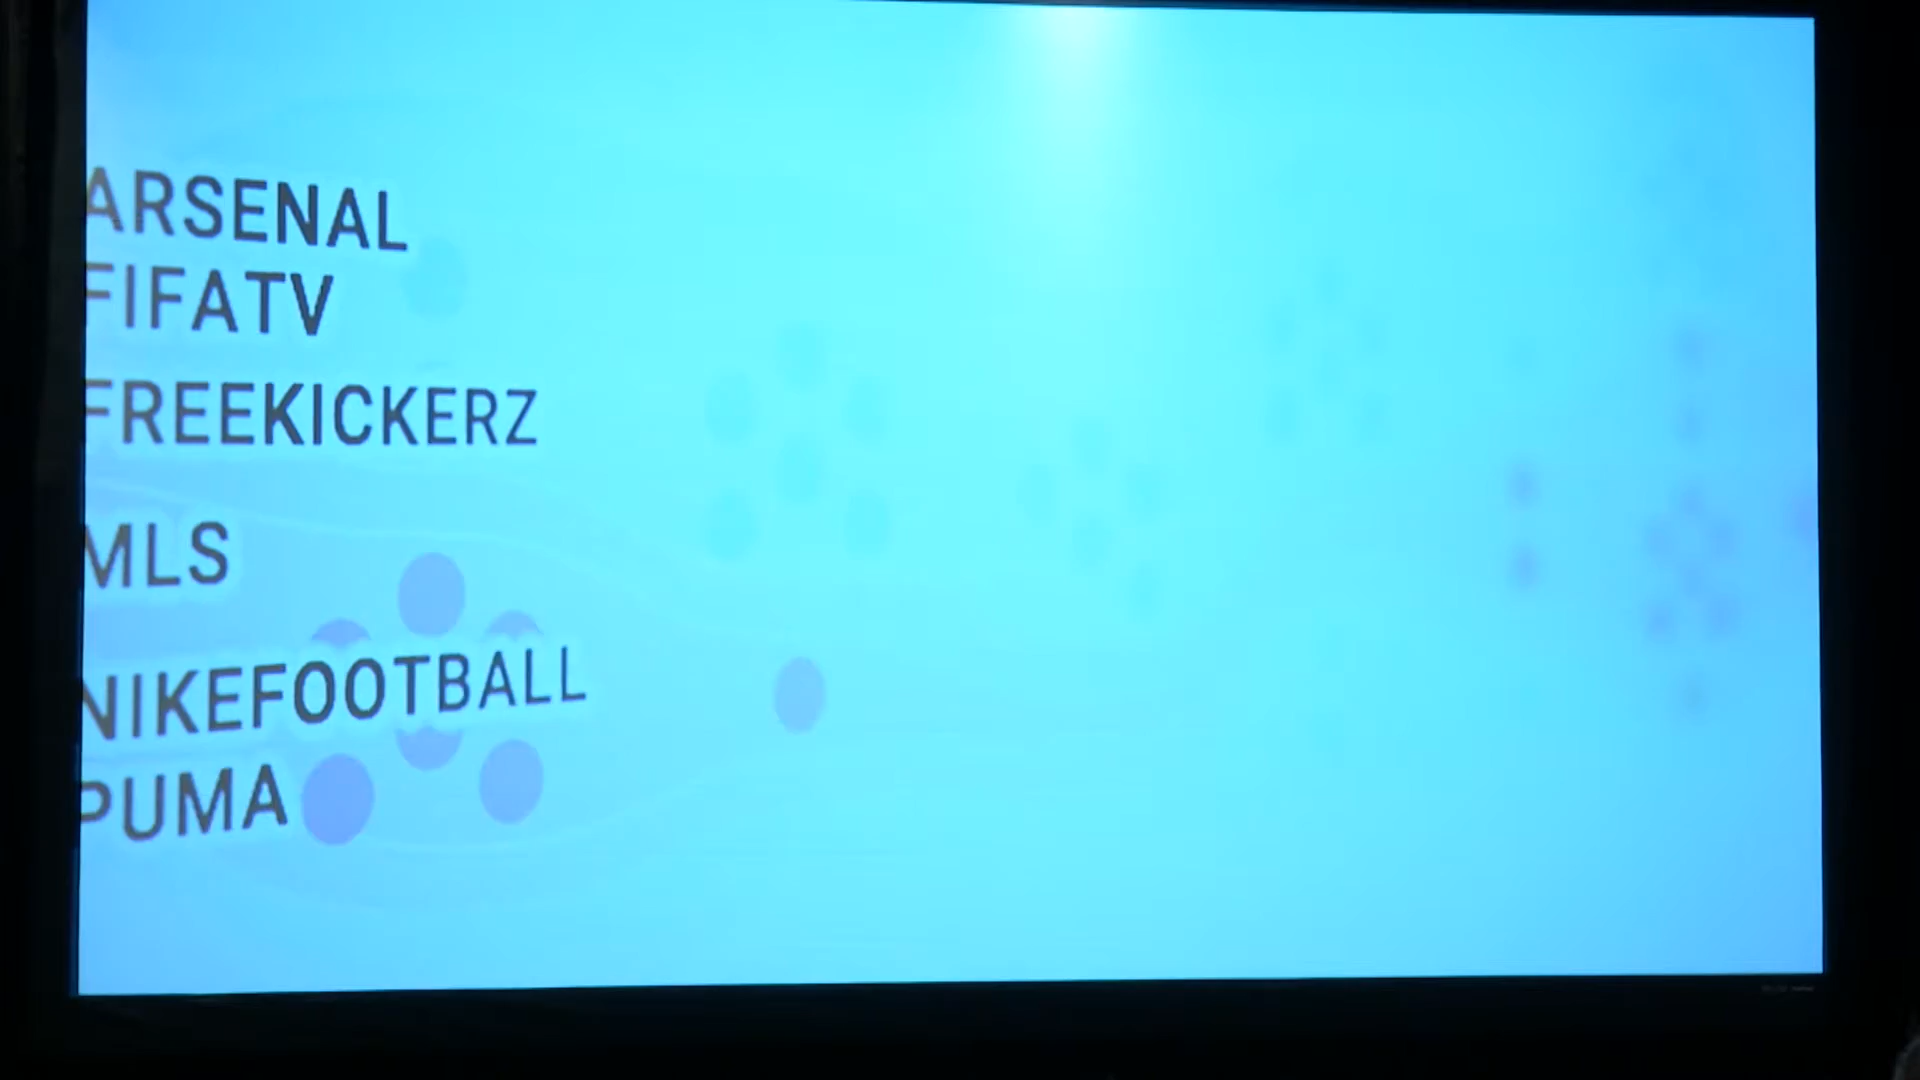 ARSENAL
FIFATV
FREEKICKERZ
MLS
NIKEFOOTBALL
PUMA